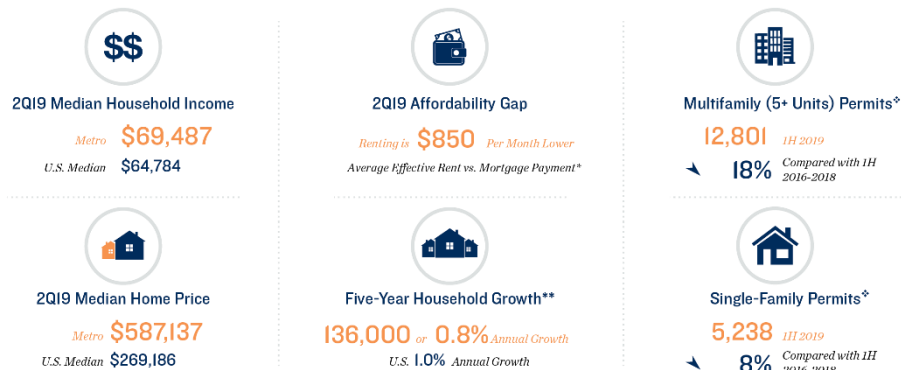 $$
2Q19 Median Household Income
Metro $69,487
U.S. Median $64,784
2Q19 Affordability Gap
Renting is $850 Per Month Lower
Average Effective Rent vs. Mortgage Payment*
Multifamily (5+ Units) Permits❖
12,801 1H 2019
18% Compared with 1H
2016-2018
2Q19 Median Home Price
Metro $587,137
U.S. Median $269,186
Five-Year Household Growth**
136,000 or 0.8% Annual Growth
U.S. 1.0% Annual Growth
Single-Family Permits❖
5,238 1H 2019
8% Compared with 1H
2016-2018